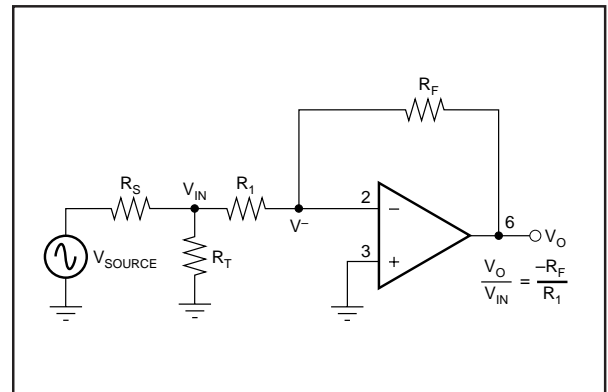 R_F
R_S
V_IN
R_1
2
−
6
V_O
V−
V_SOURCE
R_T
3
+
V_O / V_IN = −R_F / R_1